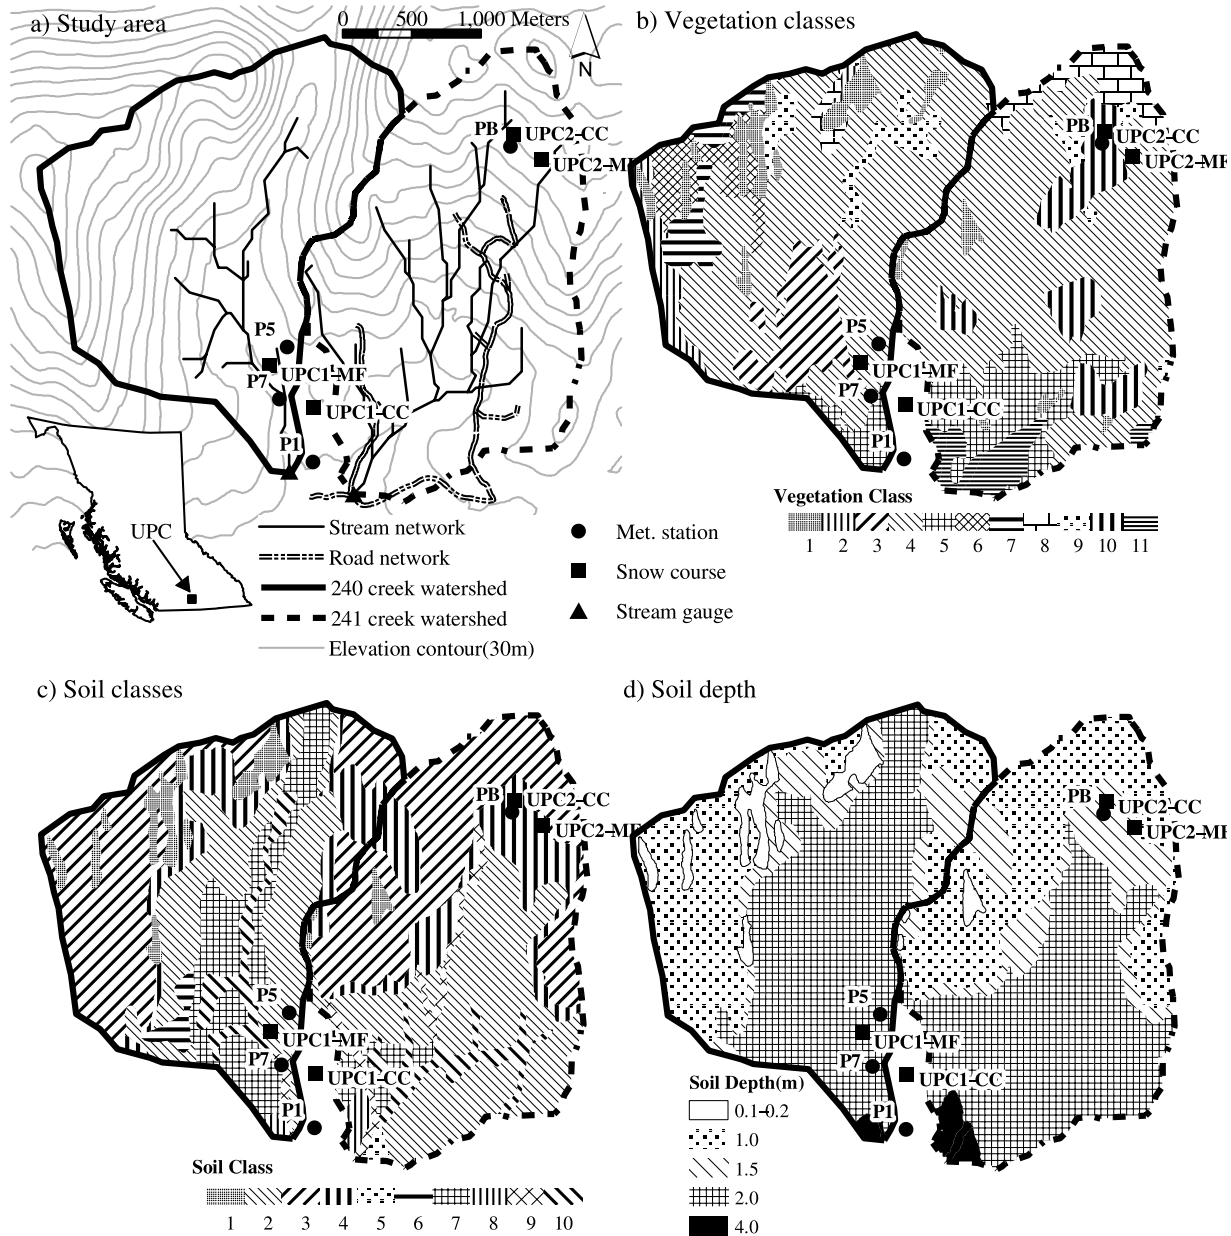 a) Study area
0 500 1,000 Meters
N
PB
UPC2-CC
UPC2-MF
P5
UPC1-MF
P7
UPC1-CC
P1
UPC
Stream network
Road network
240 creek watershed
241 creek watershed
Elevation contour(30m)
Met. station
Snow course
Stream gauge
b) Vegetation classes
PB
UPC2-CC
UPC2-MF
P5
UPC1-MF
P7
UPC1-CC
P1
Vegetation Class
1 2 3 4 5 6 7 8 9 10 11
c) Soil classes
PB
UPC2-CC
UPC2-MF
P5
UPC1-MF
P7
UPC1-CC
P1
Soil Class
1 2 3 4 5 6 7 8 9 10
d) Soil depth
PB
UPC2-CC
UPC2-MF
P5
UPC1-MF
P7
UPC1-CC
P1
Soil Depth(m)
0.1-0.2
1.0
1.5
2.0
4.0